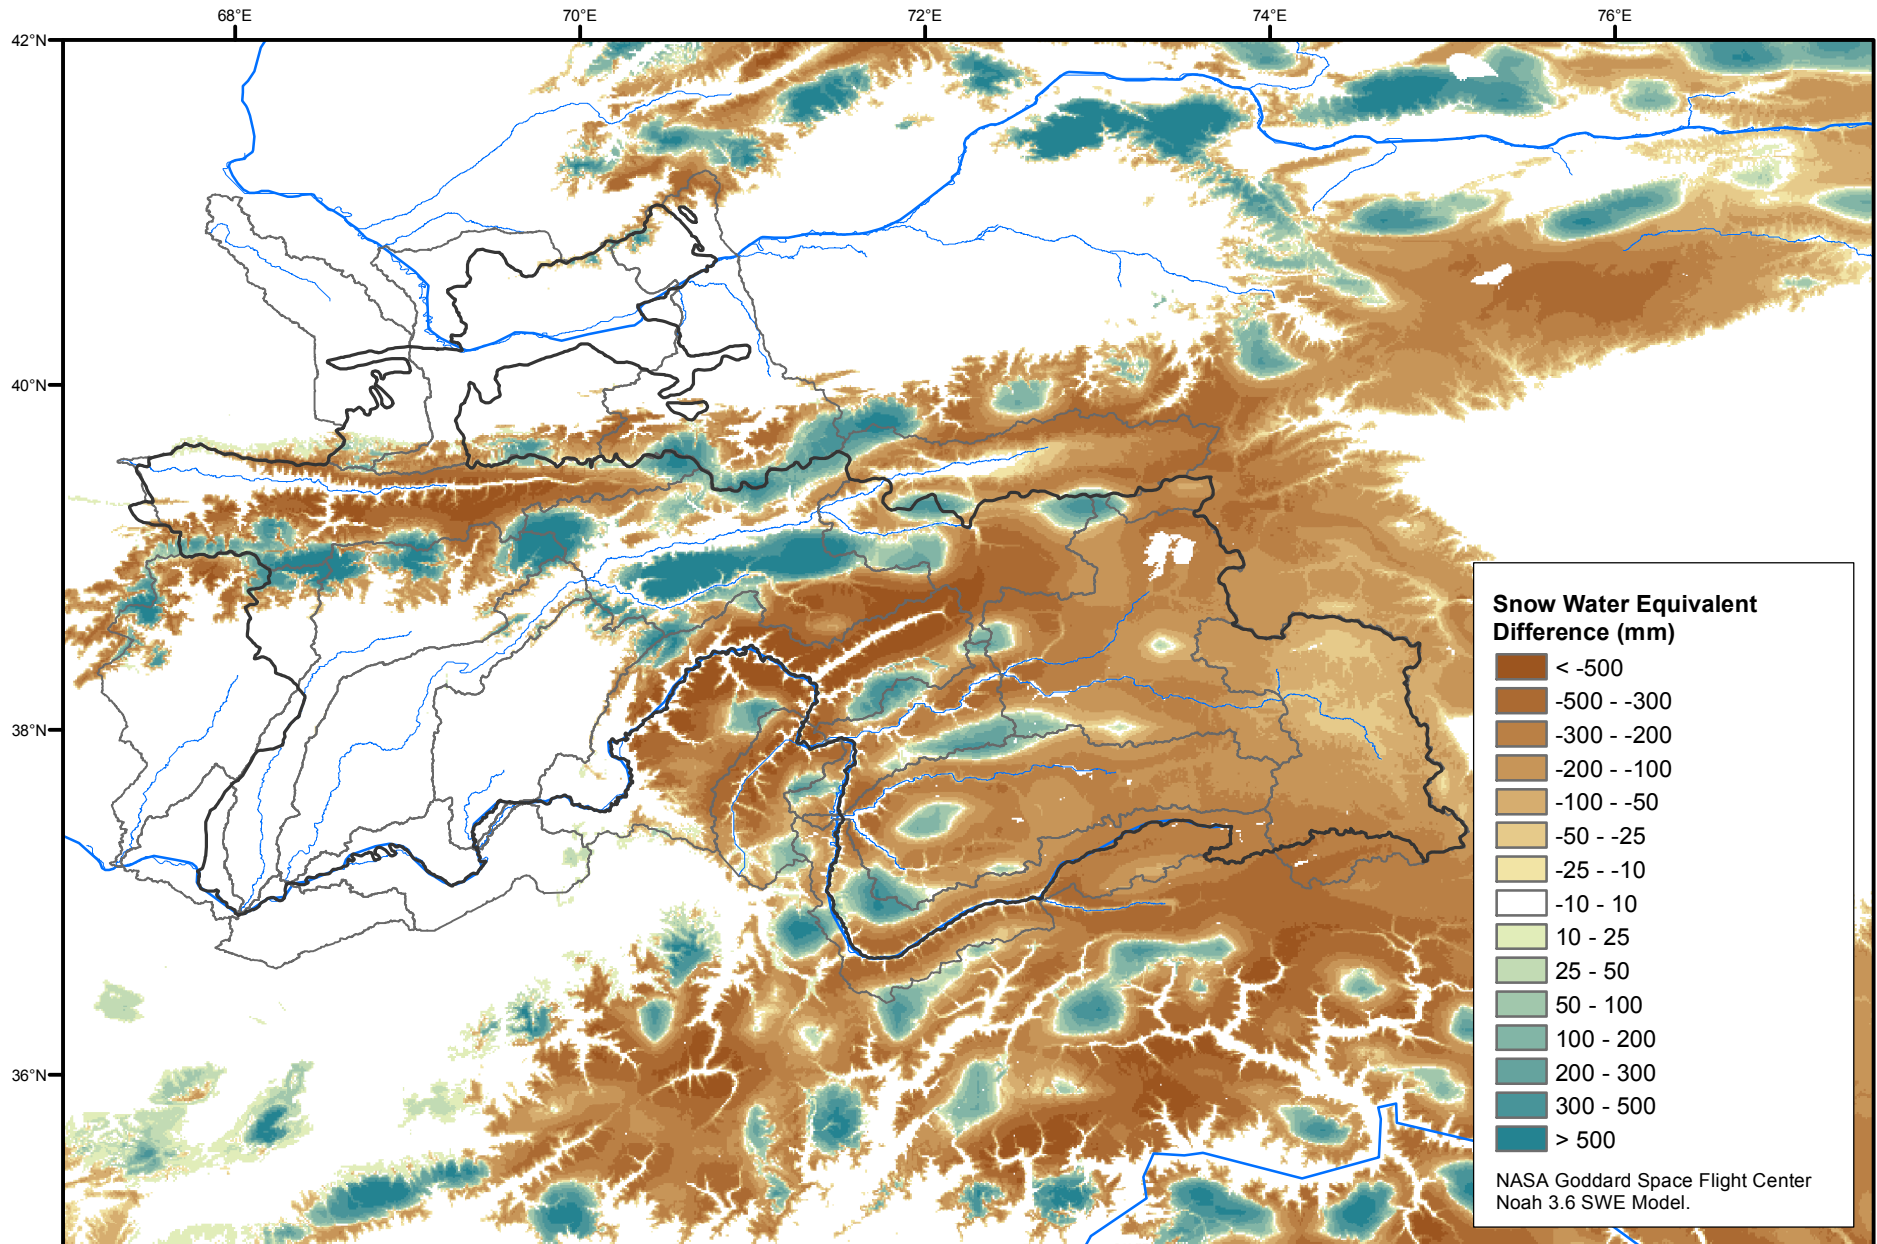 68°E
70°E
72°E
74°E
76°E
42°N
40°N
38°N
36°N
Snow Water Equivalent
Difference (mm)
< -500
-500 - -300
-300 - -200
-200 - -100
-100 - -50
-50 - -25
-25 - -10
-10 - 10
10 - 25
25 - 50
50 - 100
100 - 200
200 - 300
300 - 500
> 500
NASA Goddard Space Flight Center
Noah 3.6 SWE Model.